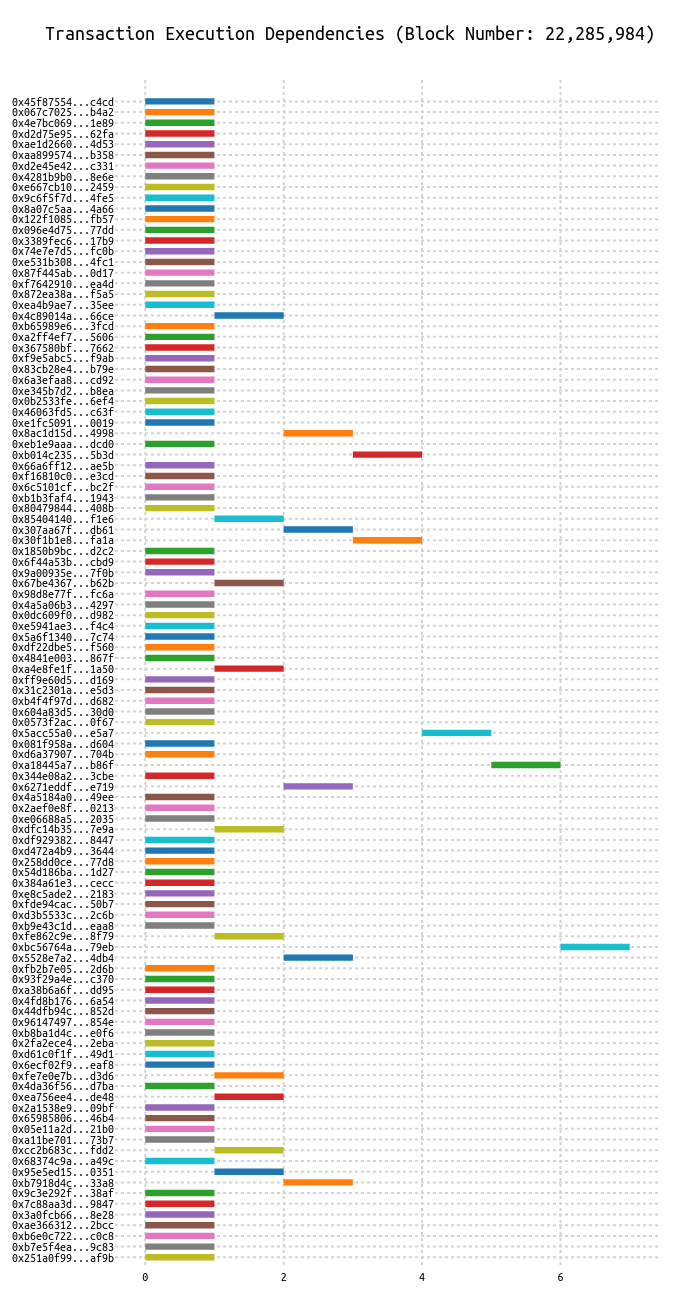 Transaction Execution Dependencies (Block Number: 22,285,984)
0x45f87554...c4cd
0x067c7025...b4a2
0x4e7bc069...1e89
0xd2d75e95...62fa
0xae1d2660...4d53
0xaa899574...b358
0xd2e45e42...c331
0x4281b9b0...8e6e
0xe667cb10...2459
0x9c6f5f7d...4fe5
0x8a07c5aa...4a66
0x122f1085...fb57
0x096e4d75...77dd
0x3389fec6...17b9
0x74e7e7d5...fc0b
0xe531b308...4fc1
0x87f445ab...0d17
0xf7642910...ea4d
0x872ea38a...f5a5
0xea4b9ae7...35ee
0x4c89014a...66ce
0xb65989e6...3fcd
0xa2ff4ef7...5606
0x367580bf...7662
0xf9e5abc5...f9ab
0x83cb28e4...b79e
0x6a3efaa8...cd92
0xe345b7d2...b8ea
0x0b2533fe...6ef4
0x46063fd5...c63f
0xe1fc5091...0019
0x8ac1d15d...4998
0xeb1e9aaa...dcd0
0xb014c235...5b3d
0x66a6ff12...ae5b
0xf16810c0...e3cd
0x6c5101cf...bc2f
0xb1b3faf4...1943
0x80479844...408b
0x85404140...f1e6
0x307aa67f...db61
0x30f1b1e8...fa1a
0x1850b9bc...d2c2
0x6f44a53b...cbd9
0x9a00935e...7f0b
0x67be4367...b62b
0x98d8e77f...fc6a
0x4a5a06b3...4297
0x0dc609f0...d982
0xe5941ae3...f4c4
0x5a6f1340...7c74
0xdf22dbe5...f560
0x4841e003...867f
0xa4e8fe1f...1a50
0xff9e60d5...d169
0x31c2301a...e5d3
0xb4f4f97d...d682
0x604a83d5...30d0
0x0573f2ac...0f67
0x5acc55a0...e5a7
0x081f958a...d604
0xd6a37907...704b
0xa18445a7...b86f
0x344e08a2...3cbe
0x6271eddf...e719
0x4a5184a0...49ee
0x2aef0e8f...0213
0xe06688a5...2035
0xdfc14b35...7e9a
0xdf929382...8447
0xd472a4b9...3644
0x258dd0ce...77d8
0x54d186ba...1d27
0x384a61e3...cecc
0xe8c5ade2...2183
0xfde94cac...50b7
0xd3b5533c...2c6b
0xb9e43c1d...eaa8
0xfe862c9e...8f79
0xbc56764a...79eb
0x5528e7a2...4db4
0xfb2b7e05...2d6b
0x93f29a4e...c370
0xa38b6a6f...dd95
0x4fd8b176...6a54
0x44dfb94c...852d
0x96147497...854e
0xb8ba1d4c...e0f6
0x2fa2ece4...2eba
0xd61c0f1f...49d1
0x6ecf02f9...eaf8
0xfe7e0e7b...d3d6
0x4da36f56...d7ba
0xea756ee4...de48
0x2a1538e9...09bf
0x65985806...46b4
0x05e11a2d...21b0
0xa11be701...73b7
0xcc2b683c...fdd2
0x68374c9a...a49c
0x95e5ed15...0351
0xb7918d4c...33a8
0x9c3e292f...38af
0x7c88aa3d...9847
0x3a0fcb66...8e28
0xae366312...2bcc
0xb6e0c722...c0c8
0xb7e5f4ea...9c83
0x251a0f99...af9b
0 2 4 6